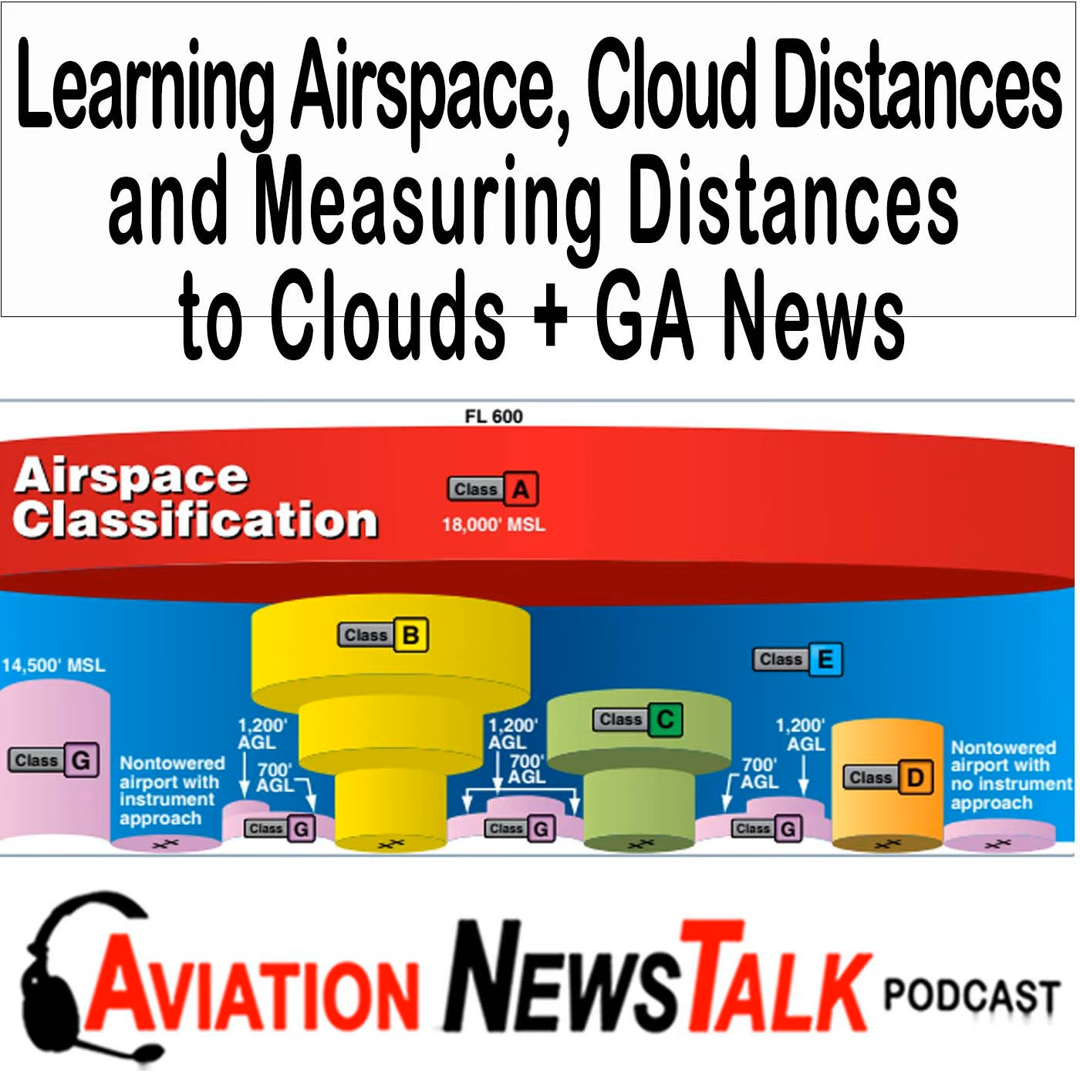 Learning Airspace, Cloud Distances
and Measuring Distances
to Clouds + GA News
FL 600
Airspace
Classification
Class A
18,000' MSL
Class B
Class E
14,500' MSL
Class C
1,200'
AGL
1,200'
AGL
1,200'
AGL
Class G
Nontowered
airport with
instrument
approach
700'
AGL
700'
AGL
700'
AGL
Class D
Nontowered
airport with
no instrument
approach
Class G
Class G
Class G
AVIATION NEWSTALK PODCAST